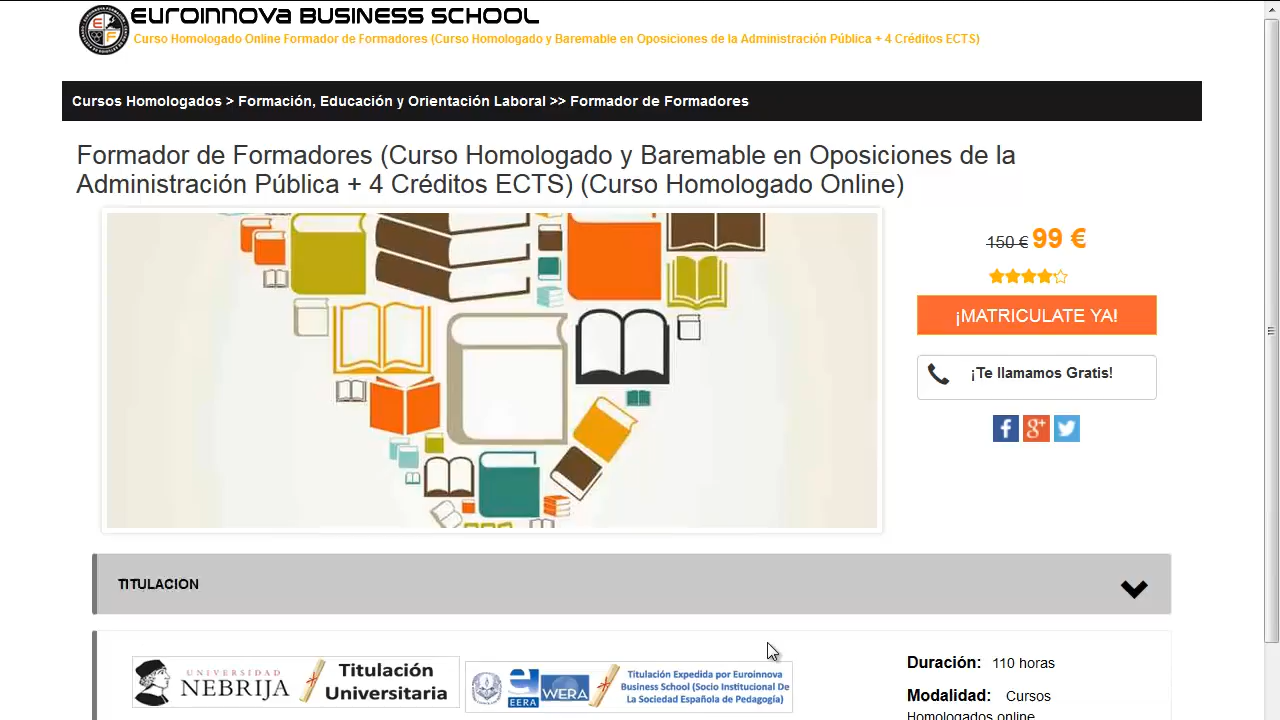 EUROINNOVA BUSINESS SCHOOL
Curso Homologado Online Formador de Formadores (Curso Homologado y Baremable en Oposiciones de la Administración Pública + 4 Créditos ECTS)
Cursos Homologados > Formación, Educación y Orientación Laboral >> Formador de Formadores
Formador de Formadores (Curso Homologado y Baremable en Oposiciones de la
Administración Pública + 4 Créditos ECTS) (Curso Homologado Online)
150 € 99 €
¡MATRICULATE YA!
¡Te llamamos Gratis!
TITULACION
UNIVERSIDAD
NEBRIJA
Titulación
Universitaria
EERA
WERA
Titulación Expedida por Euroinnova
Business School (Socio Institucional De
La Sociedad Española de Pedagogía)
Duración: 110 horas
Modalidad: Cursos
Homologados online